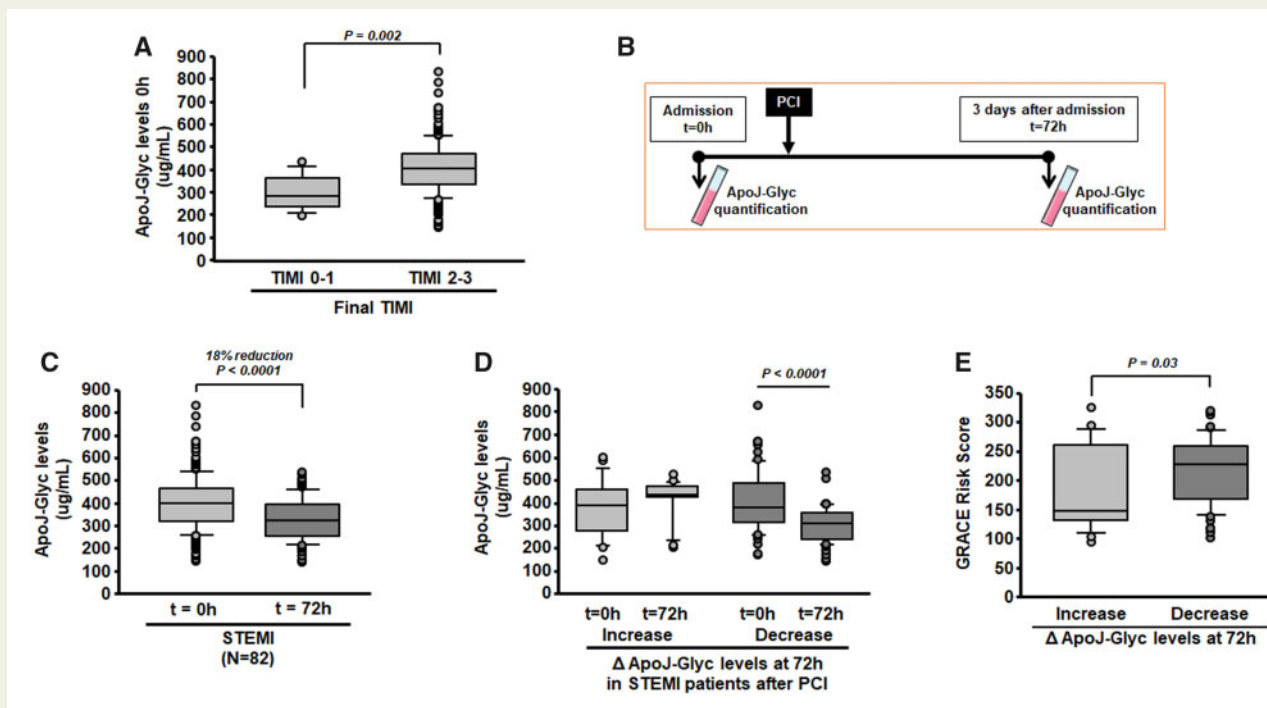 A
P = 0.002
ApoJ-Glyc levels 0h
(ug/mL)
900
800
700
600
500
400
300
200
100
0
TIMI 0-1
TIMI 2-3
Final TIMI
B
PCI
Admission
t=0h
3 days after admission
t=72h
ApoJ-Glyc
quantification
ApoJ-Glyc
quantification
C
18% reduction
P < 0.0001
ApoJ-Glyc levels
(ug/mL)
900
800
700
600
500
400
300
200
100
0
t = 0h
t = 72h
STEMI
(N=82)
D
P < 0.0001
ApoJ-Glyc levels
(ug/mL)
900
800
700
600
500
400
300
200
100
0
t=0h
t=72h
t=0h
t=72h
Increase
Decrease
Δ ApoJ-Glyc levels at 72h
in STEMI patients after PCI
E
P = 0.03
GRACE Risk Score
350
300
250
200
150
100
50
0
Increase
Decrease
Δ ApoJ-Glyc levels at 72h